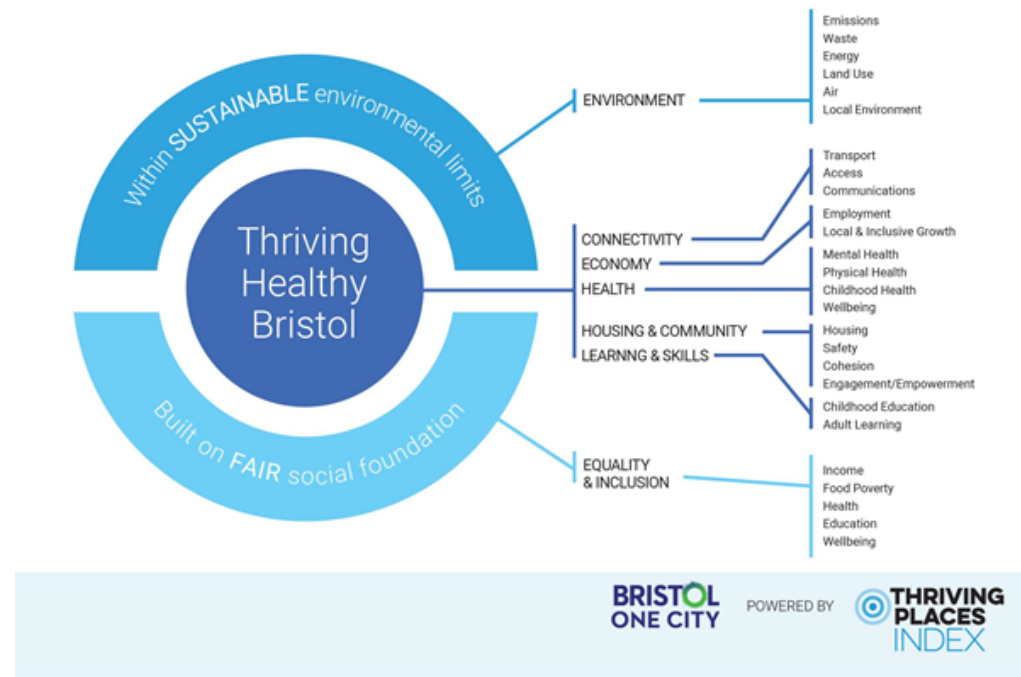 Within SUSTAINABLE environmental limits
Thriving
Healthy
Bristol
Built on FAIR social foundation
ENVIRONMENT
Emissions
Waste
Energy
Land Use
Air
Local Environment
CONNECTIVITY
Transport
Access
Communications
ECONOMY
Employment
Local & Inclusive Growth
HEALTH
Mental Health
Physical Health
Childhood Health
Wellbeing
HOUSING & COMMUNITY
Housing
Safety
Cohesion
Engagement/Empowerment
LEARNNG & SKILLS
Childhood Education
Adult Learning
EQUALITY
& INCLUSION
Income
Food Poverty
Health
Education
Wellbeing
BRISTOL
ONE CITY
POWERED BY
THRIVING
PLACES
INDEX